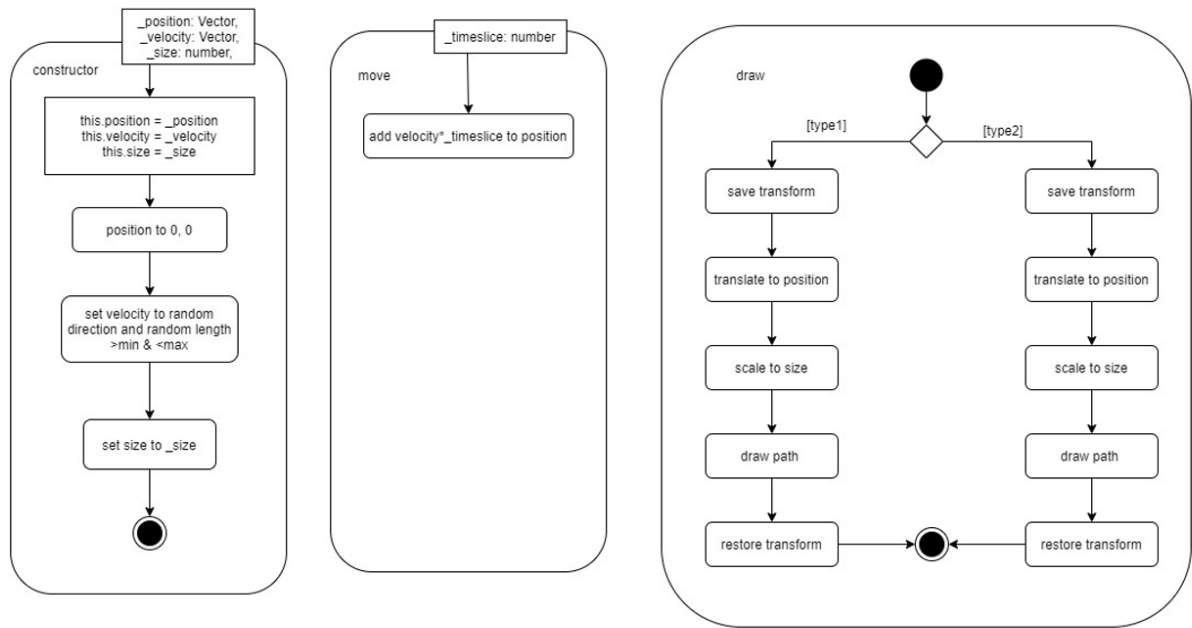 _position: Vector,
_velocity: Vector,
_size: number,
constructor
this.position = _position
this.velocity = _velocity
this.size = _size
position to 0, 0
set velocity to random
direction and random length
>min & <max
set size to _size
_timeslice: number
move
add velocity*_timeslice to position
draw
[type1]
[type2]
save transform
translate to position
scale to size
draw path
restore transform
save transform
translate to position
scale to size
draw path
restore transform